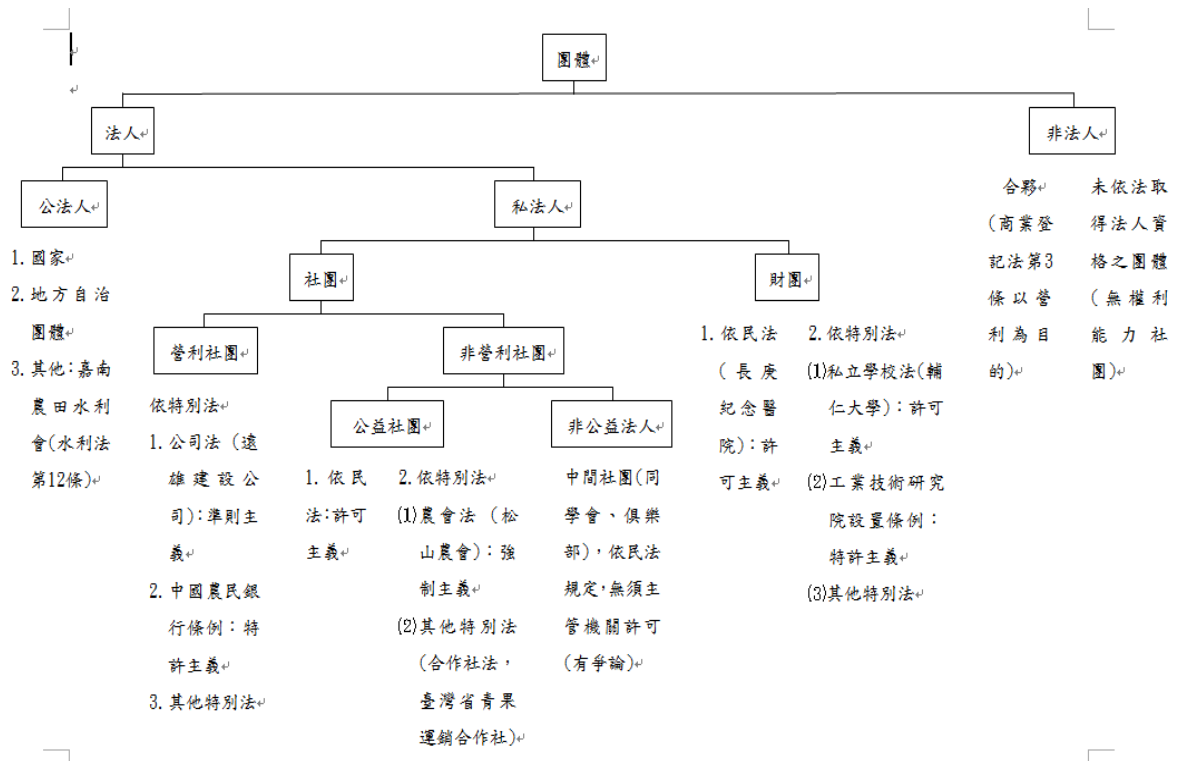 團體
法人
非法人
公法人
私法人
1. 國家
2. 地方自治
團體
3. 其他：嘉南
農田水利
會(水利法
第12條)
社團
財團
營利社團
非營利社團
依特別法
1. 公司法（遠
雄建設公
司)：準則主
義
2. 中國農民銀
行條例：特
許主義
3. 其他特別法
公益社團
非公益法人
1. 依民
法：許可
主義
2. 依特別法
(1)農會法（松
山農會)：強
制主義
(2)其他特別法
(合作社法，
臺灣省青果
運銷合作社)
中間社團(同
學會、俱樂
部)，依民法
規定，無須主
管機關許可
(有爭論)
1. 依民法
(長庚
紀念醫
院)：許
可主義
2. 依特別法
(1)私立學校法(輔
仁大學)：許可
主義
(2)工業技術研究
院設置條例：
特許主義
(3)其他特別法
合夥
(商業登
記法第3
條以營
利為目
的)
未依法取
得法人資
格之團體
(無權利
能力社
團)